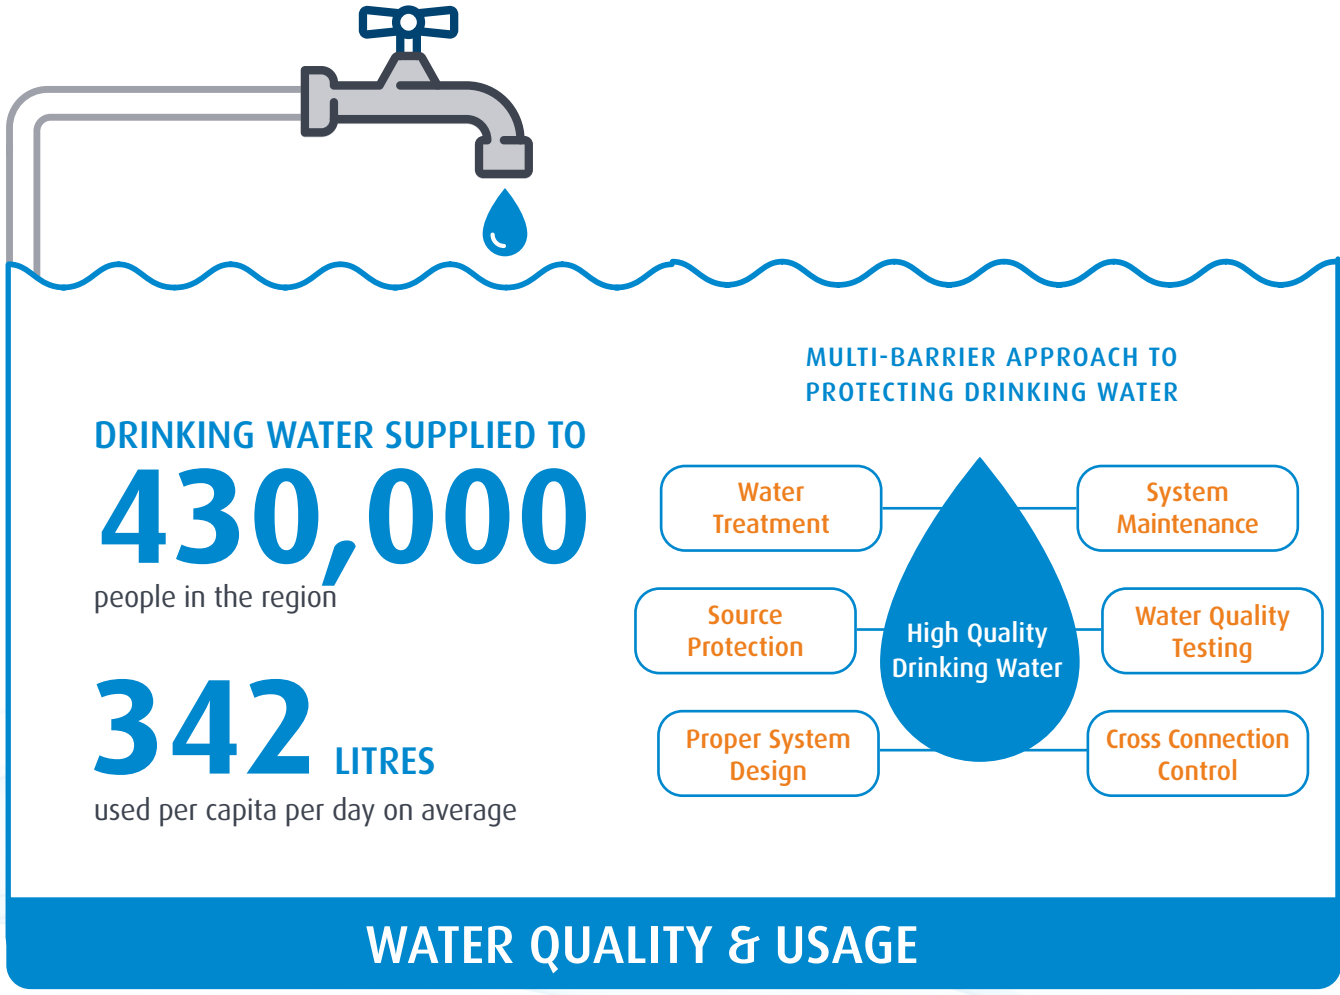 DRINKING WATER SUPPLIED TO
430,000
people in the region
342 LITRES
used per capita per day on average
MULTI-BARRIER APPROACH TO
PROTECTING DRINKING WATER
Water
Treatment
System
Maintenance
Source
Protection
High Quality
Drinking Water
Water Quality
Testing
Proper System
Design
Cross Connection
Control
WATER QUALITY & USAGE